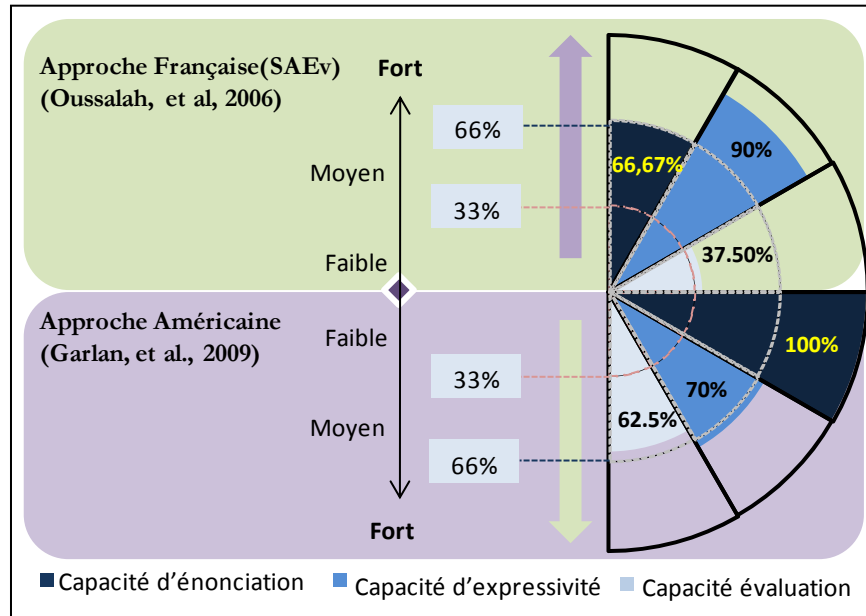 Approche Française(SAEv)
(Oussalah, et al, 2006)
Fort
66%
Moyen
33%
Faible
66,67%
90%
37.50%
Approche Américaine
(Garlan, et al., 2009)
Faible
33%
Moyen
66%
Fort
100%
70%
62.5%
Capacité d'énonciation
Capacité d'expressivité
Capacité évaluation